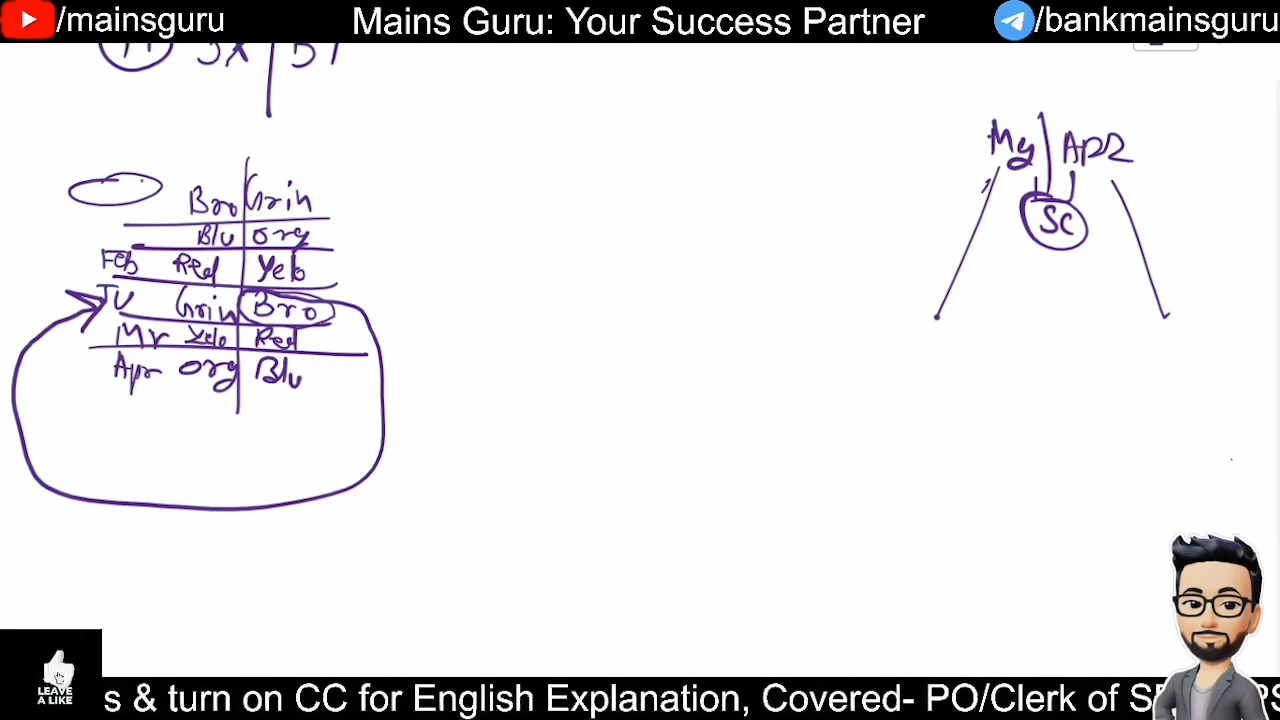 /mainsguru Mains Guru: Your Success Partner /bankmainsguru
My Apr
SC
Bro Grin
Blu Org
Feb Red Yelo
JU Grin Bro
Mr Yelo Red
Apr Org Blu
LEAVE
A LIKE
s & turn on CC for English Explanation, Covered- PO/Clerk of S